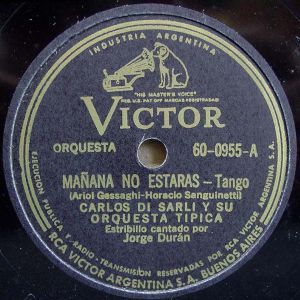 INDUSTRIA ARGENTINA
"HIS MASTER'S VOICE"
REG. U.S. PAT. OFF. MARCAS REGISTRADAS
VICTOR
ORQUESTA 60-0955-A
MAÑANA NO ESTARAS - Tango
(Ariol Gessaghi-Horacio Sanguinetti)
CARLOS DI SARLI Y SU
ORQUESTA TIPICA
Estribillo cantado por
Jorge Durán
EJECUCION PUBLICA Y RADIO-TRANSMISION RESERVADAS POR RCA VICTOR ARGENTINA S.A.
RCA VICTOR ARGENTINA S.A. BUENOS AIRES